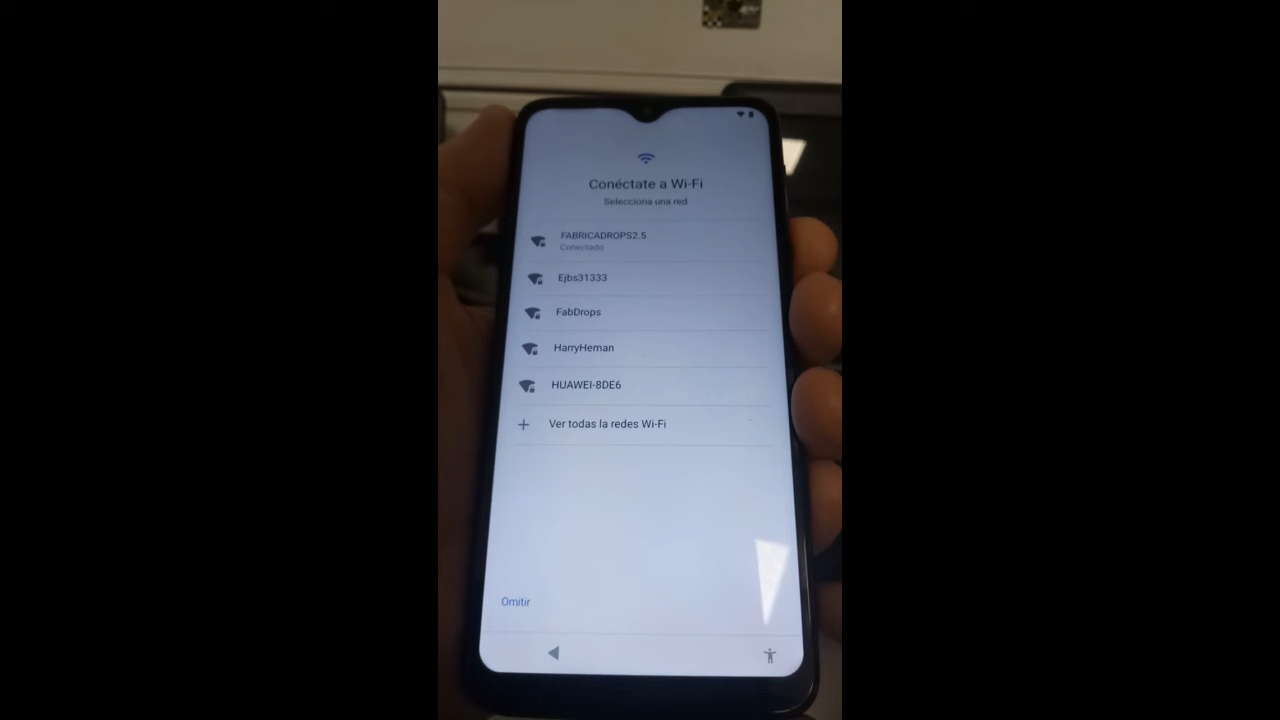 Conéctate a Wi-Fi
Selecciona una red
FABRICADROPS2.5
Conectado
Ejbs31333
FabDrops
HarryHeman
HUAWEI-8DE6
Ver todas la redes Wi-Fi
Omitir